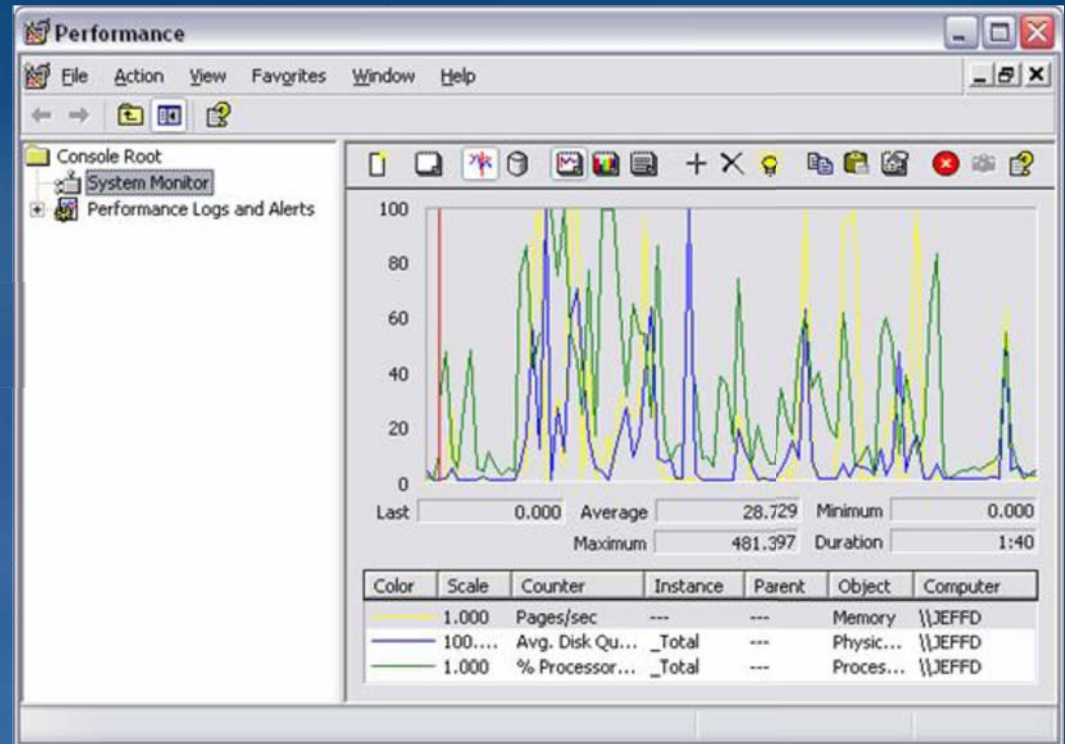 Performance
File Action View Favorites Window Help
Console Root
System Monitor
Performance Logs and Alerts
100
80
60
40
20
0
Last 0.000 Average 28.729 Minimum 0.000
Maximum 481.397 Duration 1:40
Color Scale Counter Instance Parent Object Computer
1.000 Pages/sec --- --- Memory \\JEFFD
100.... Avg. Disk Qu... _Total --- Physic... \\JEFFD
1.000 % Processor... _Total --- Proces... \\JEFFD